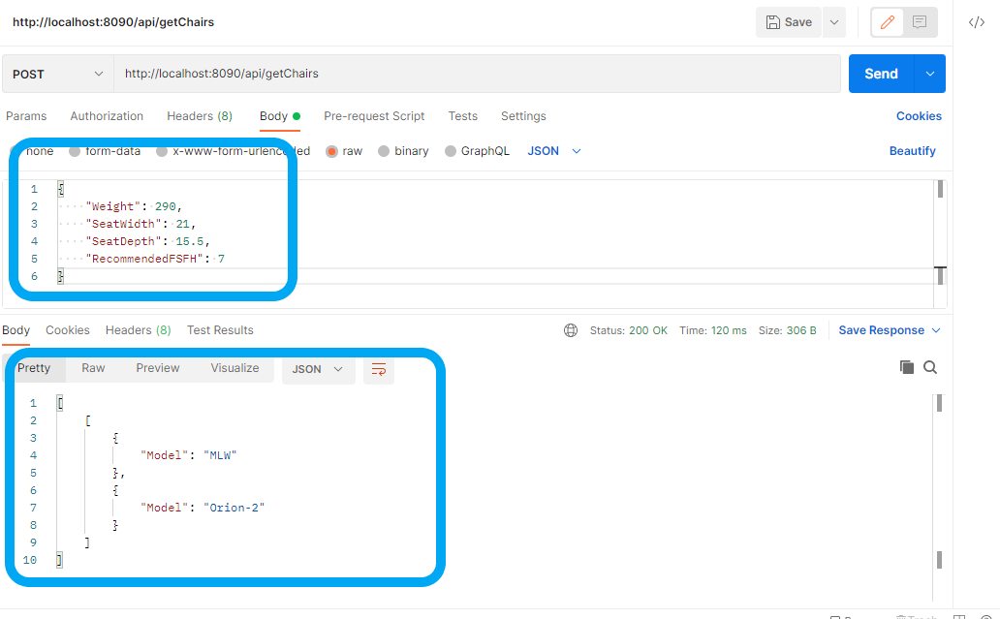 http://localhost:8090/api/getChairs
Save
</>
POST
http://localhost:8090/api/getChairs
Send
Params Authorization Headers (8) Body Pre-request Script Tests Settings Cookies
none form-data x-www-form-urlencoded raw binary GraphQL JSON Beautify
1 {
2 "Weight": 290,
3 "SeatWidth": 21,
4 "SeatDepth": 15.5,
5 "RecommendedFSFH": 7
6 }
Body Cookies Headers (8) Test Results Status: 200 OK Time: 120 ms Size: 306 B Save Response
Pretty Raw Preview Visualize JSON
1 [
2 [
3 {
4 "Model": "MLW"
5 },
6 {
7 "Model": "Orion-2"
8 }
9 ]
10 ]